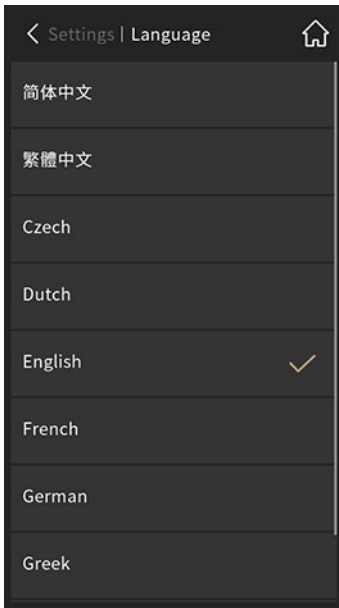 Settings | Language
简体中文
繁體中文
Czech
Dutch
English
French
German
Greek